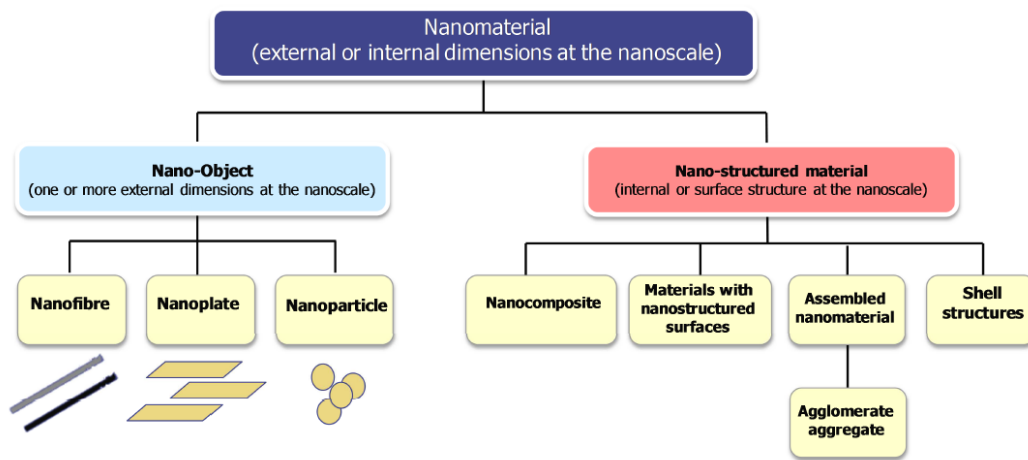 Nanomaterial
(external or internal dimensions at the nanoscale)
Nano-Object
(one or more external dimensions at the nanoscale)
Nano-structured material
(internal or surface structure at the nanoscale)
Nanofibre
Nanoplate
Nanoparticle
Nanocomposite
Materials with
nanostructured
surfaces
Assembled
nanomaterial
Shell
structures
Agglomerate
aggregate